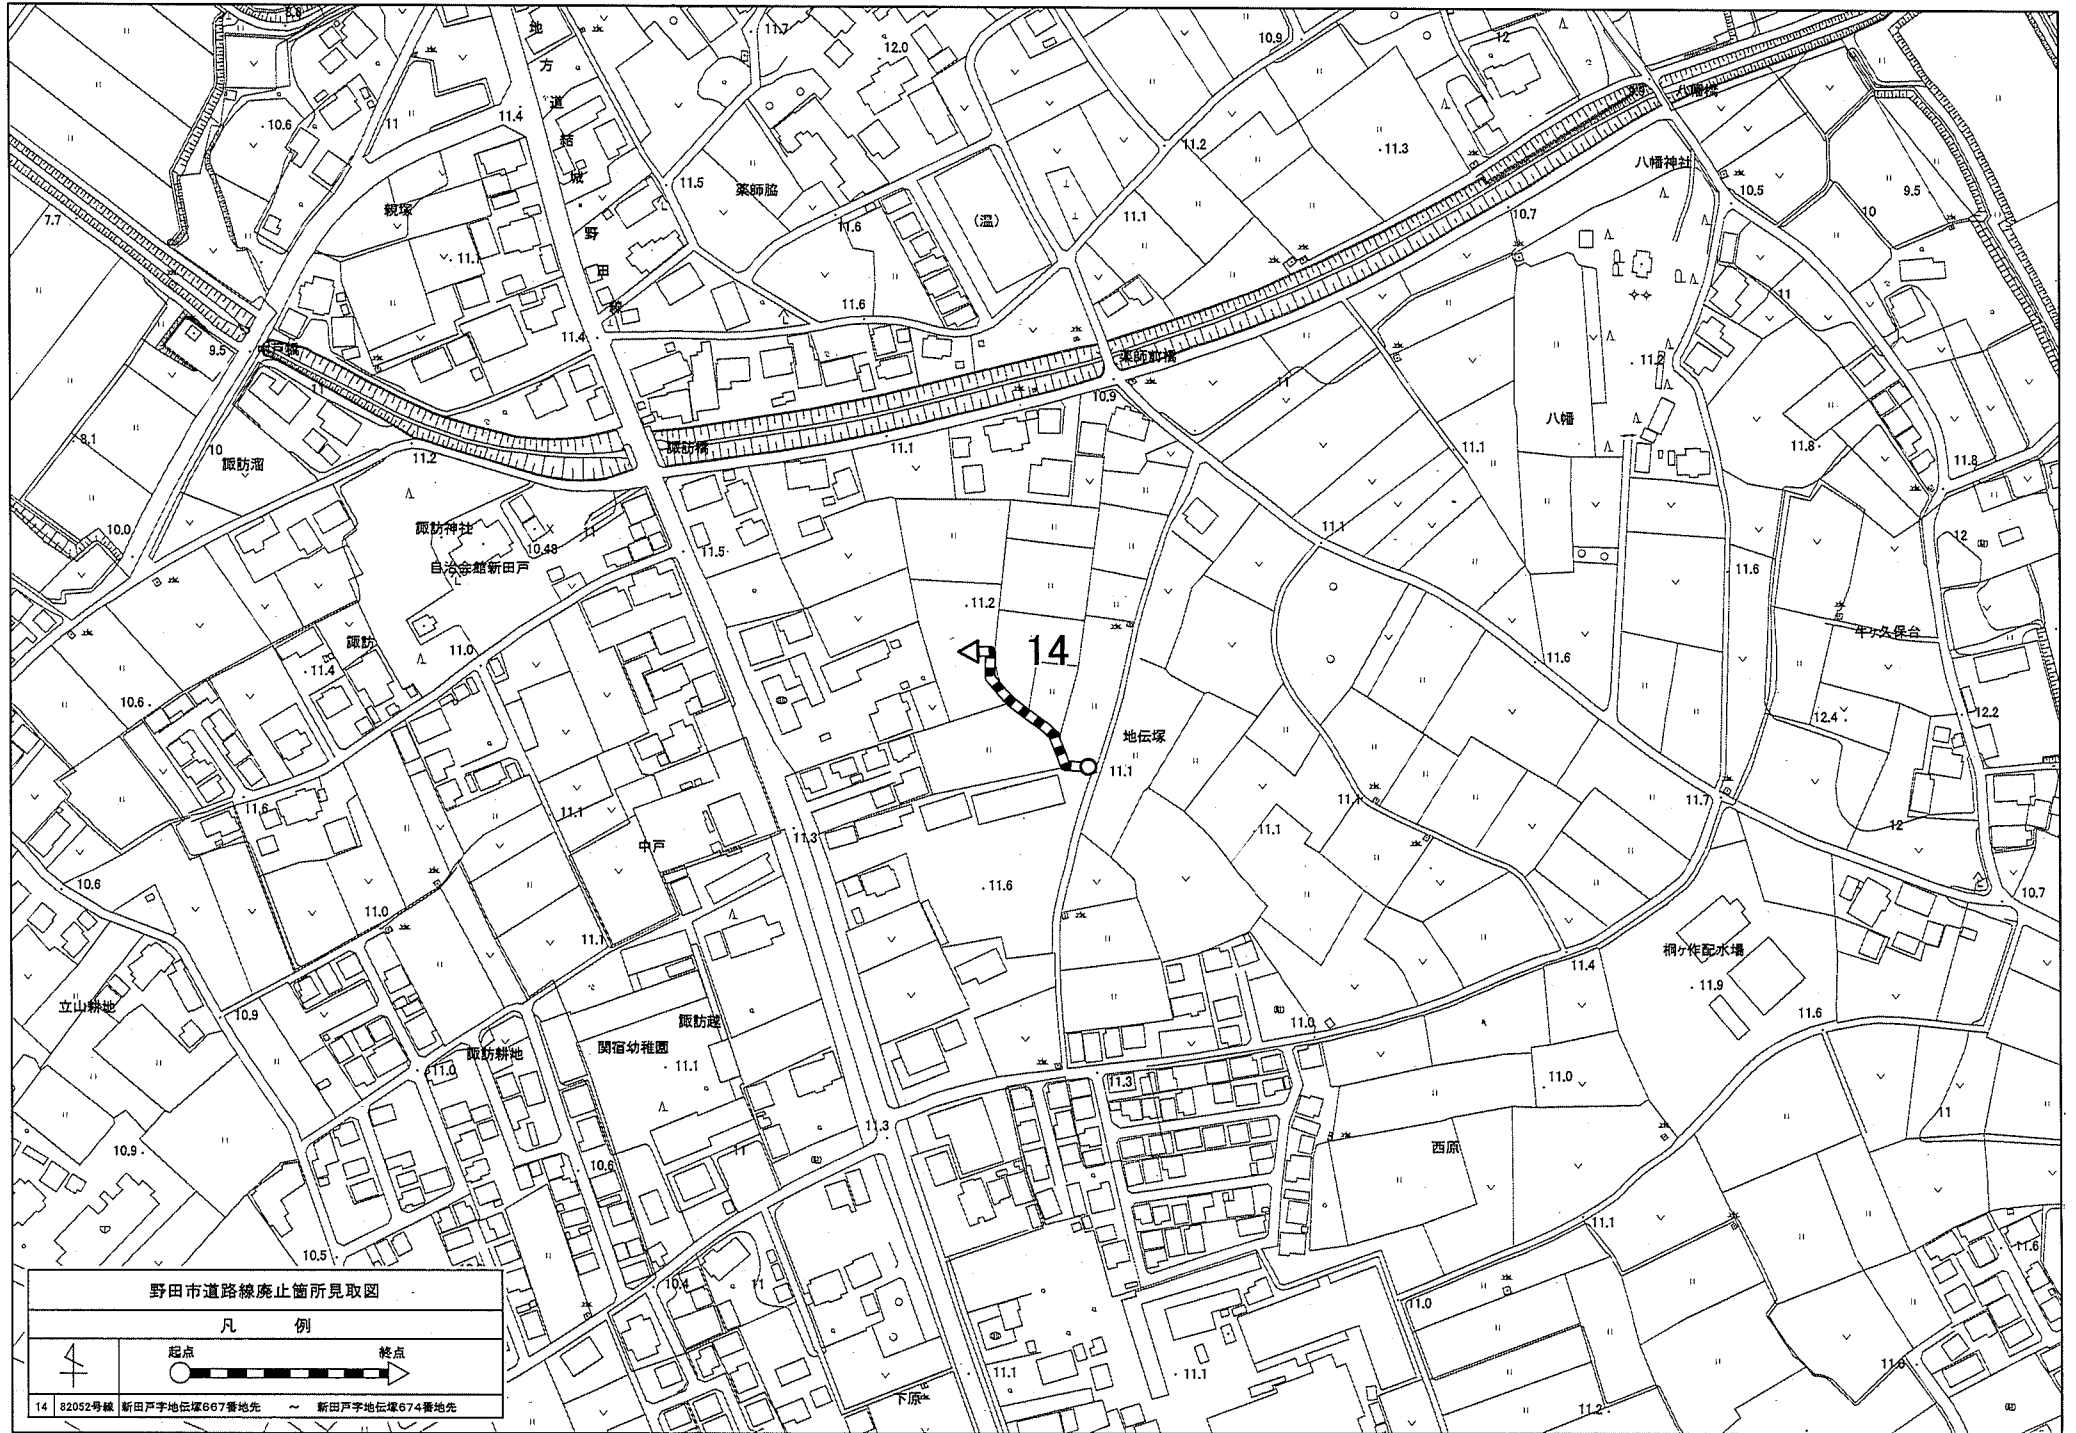 地方道結城野田線
12.0
10.9
12
11.4
10.6
11
11.2
11.3
八幡橋
八幡神社
10.5
9.5
10
11.5
薬師脇
親塚
7.7
11.6
(温)
11.1
10.7
11.1
11.6
11.4
9.5
中戸橋
薬師前橋
11.2
11
11
10.9
八幡
8.1
10
諏訪溜
11.2
諏訪橋
11.1
11.1
11.8
11.8
10.0
諏訪神社
10.48
11
11.5
11.1
12
自治会館新田戸
11.6
11.2
諏訪
11.0
14
牛ヶ久保台
11.4
11.6
10.6
12.4
12.2
地伝塚
11.1
11.6
11.1
11.1
11.7
11.1
12
11.3
中戸
10.6
11.6
10.7
11.0
11.1
桐ヶ作配水場
11.4
11.9
立山耕地
10.9
諏訪越
11.0
11.6
関宿幼稚園
諏訪耕地
11.0
11.1
11.3
11.0
11
11.3
10.9
西原
10.6
11
11.1
10.5
11.6
10.4
11
11.0
11.1
11.1
11.6
下原
11.2
野田市道路線廃止箇所見取図
凡 例
起点 終点
14 82052号線 新田戸字地伝塚667番地先 ～ 新田戸字地伝塚674番地先